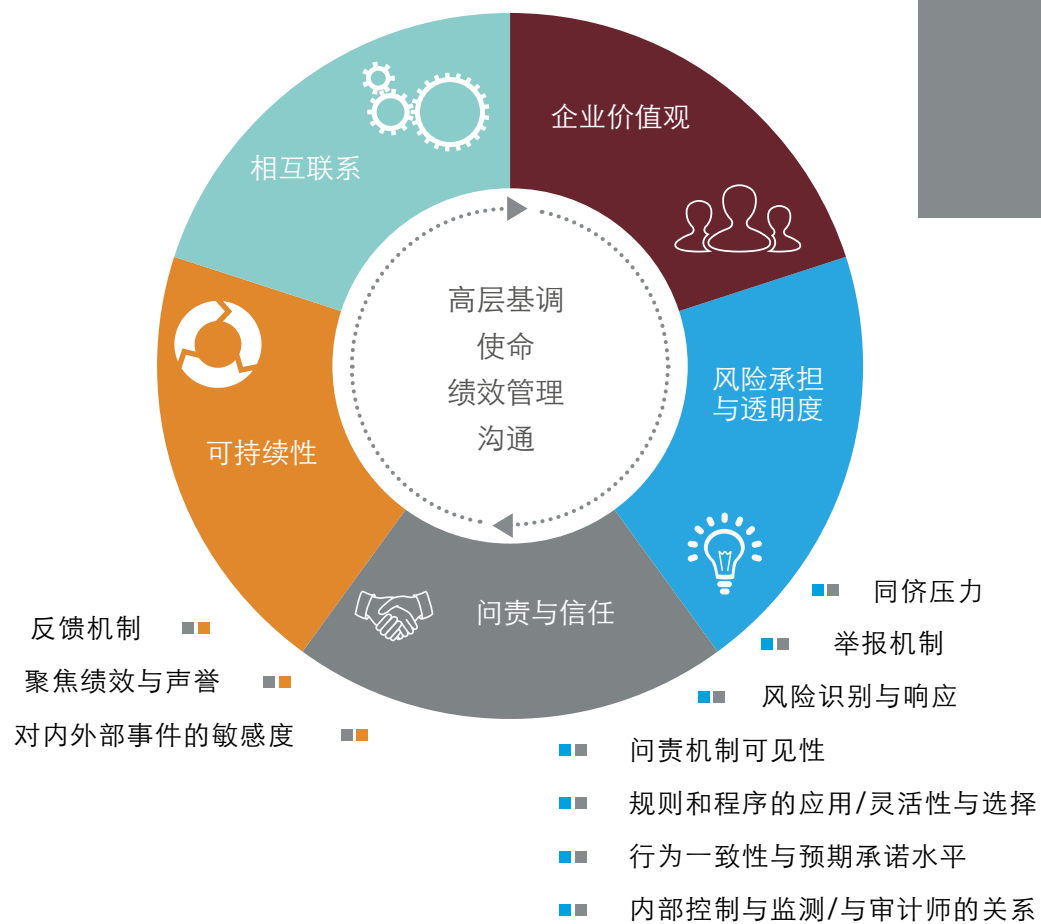 企业价值观
相互联系
高层基调
使命
绩效管理
沟通
风险承担
与透明度
可持续性
问责与信任
同侪压力
反馈机制
举报机制
聚焦绩效与声誉
风险识别与响应
对内外部事件的敏感度
问责机制可见性
规则和程序的应用/灵活性与选择
行为一致性与预期承诺水平
内部控制与监测/与审计师的关系